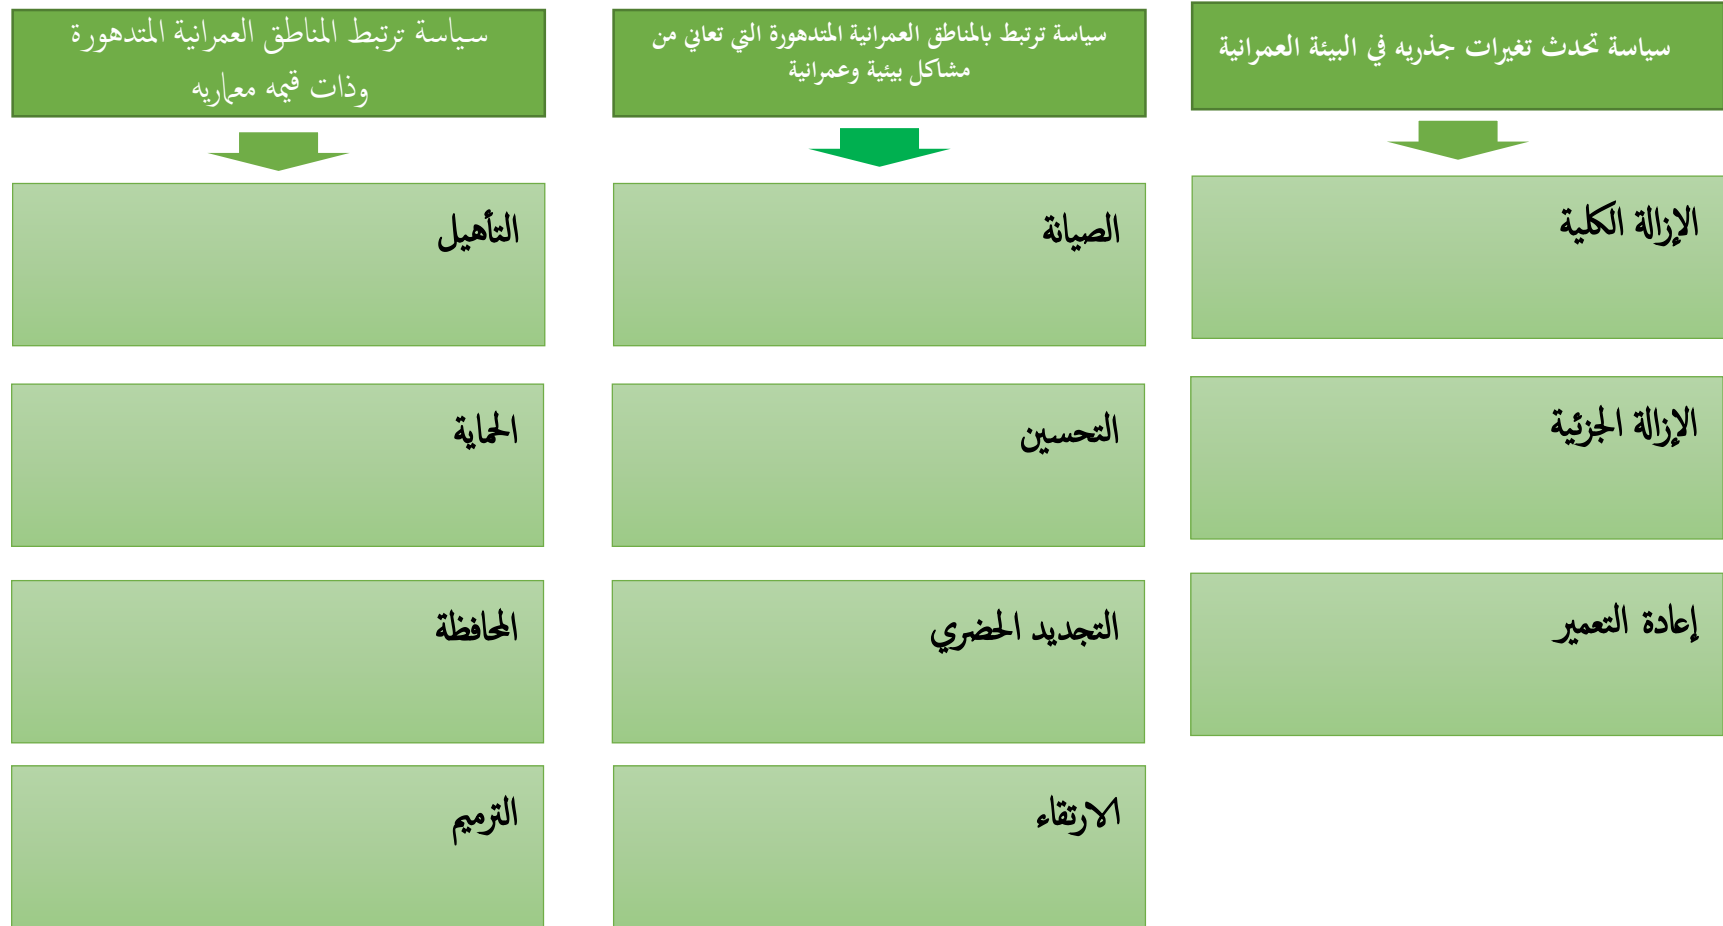 سياسة تحدث تغيرات جذريه في البيئة العمرانية
الإزالة الكلية
الإزالة الجزئية
إعادة التعمير
سياسة ترتبط بالمناطق العمرانية المتدهورة التي تعاني من
مشاكل بيئية وعمرانية
الصيانة
التحسين
التجديد الحضري
الارتقاء
سياسة ترتبط المناطق العمرانية المتدهورة
وذات قيمه معماريه
التأهيل
الحماية
المحافظة
الترميم